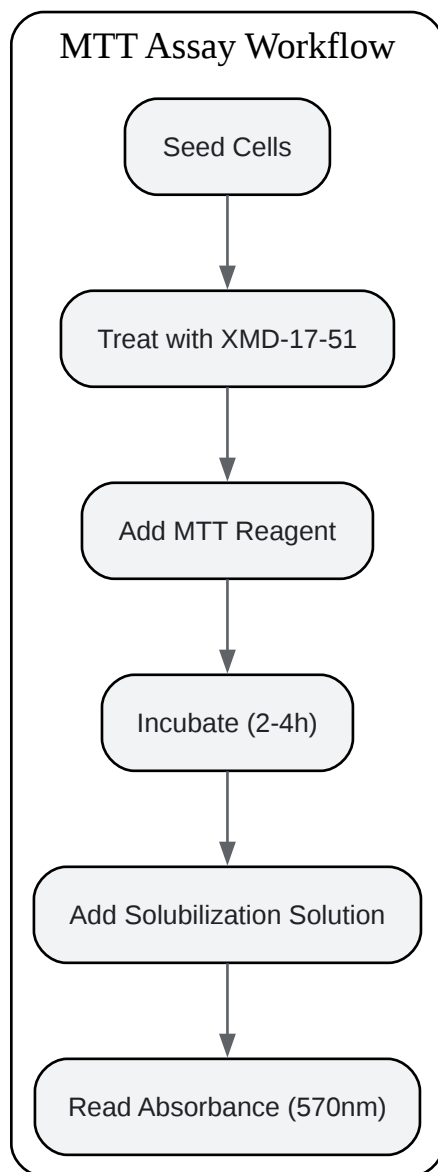 MTT Assay Workflow
Seed Cells
Treat with XMD-17-51
Add MTT Reagent
Incubate (2-4h)
Add Solubilization Solution
Read Absorbance (570nm)